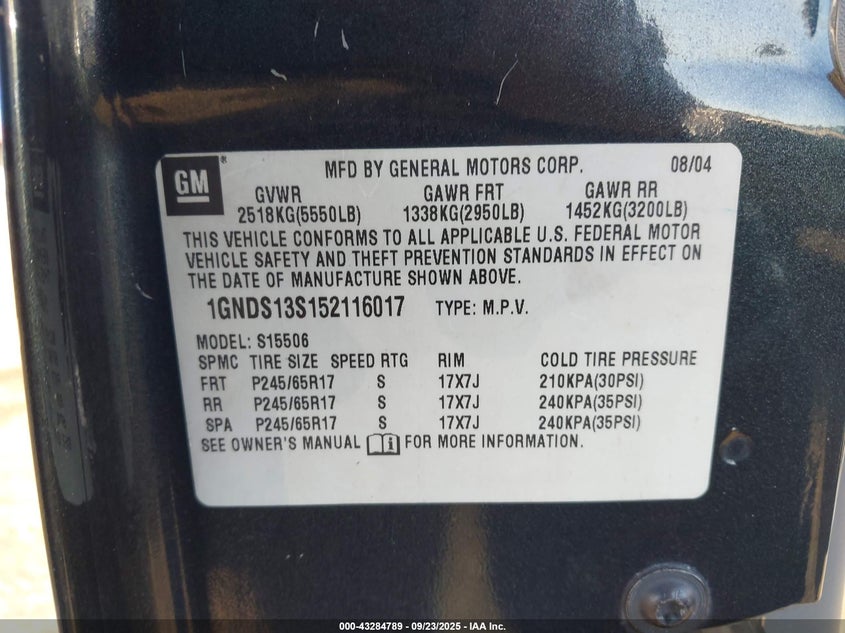 GM®
MFD BY GENERAL MOTORS CORP. 08/04
GVWR GAWR FRT GAWR RR
2518KG(5550LB) 1338KG(2950LB) 1452KG(3200LB)
THIS VEHICLE CONFORMS TO ALL APPLICABLE U.S. FEDERAL MOTOR
VEHICLE SAFETY AND THEFT PREVENTION STANDARDS IN EFFECT ON
THE DATE OF MANUFACTURE SHOWN ABOVE.
1GNDS13S152116017 TYPE: M.P.V.
MODEL: S15506
SPMC TIRE SIZE SPEED RTG RIM COLD TIRE PRESSURE
FRT P245/65R17 S 17X7J 210KPA(30PSI)
RR P245/65R17 S 17X7J 240KPA(35PSI)
SPA P245/65R17 S 17X7J 240KPA(35PSI)
SEE OWNER'S MANUAL FOR MORE INFORMATION.
000-43284789 - 09/23/2025 - IAA Inc.